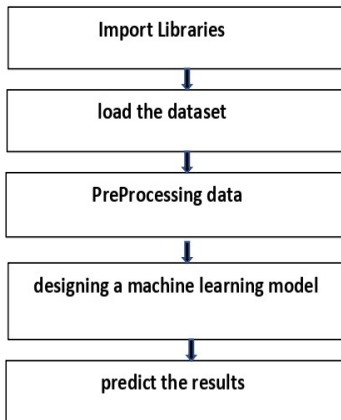 Import Libraries
load the dataset
PreProcessing data
designing a machine learning model
predict the results